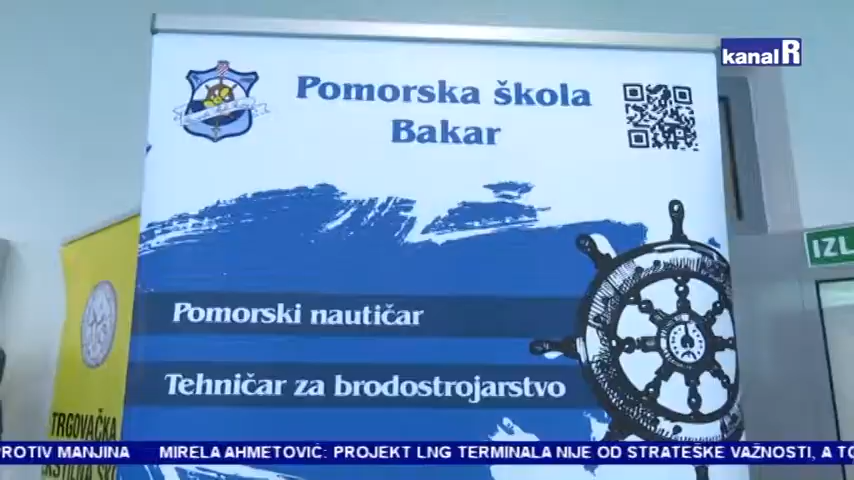 kanal R
Pomorska škola
Bakar
Pomorski nautičar
Tehničar za brodostrojarstvo
IZL
TRGOVAČKA
PROTIV MANJINA MIRELA AHMETOVIĆ: PROJEKT LNG TERMINALA NIJE OD STRATEŠKE VAŽNOSTI, A TO